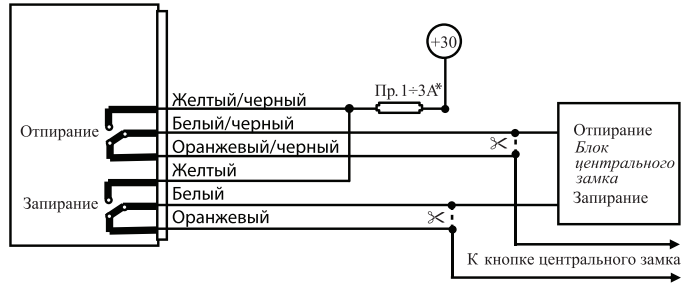 +30
Пр. 1÷3А*
Желтый/черный
Отпирание
Белый/черный
Оранжевый/черный
Желтый
Запирание
Белый
Оранжевый
Отпирание
Блок
центрального
замка
Запирание
К кнопке центрального замка